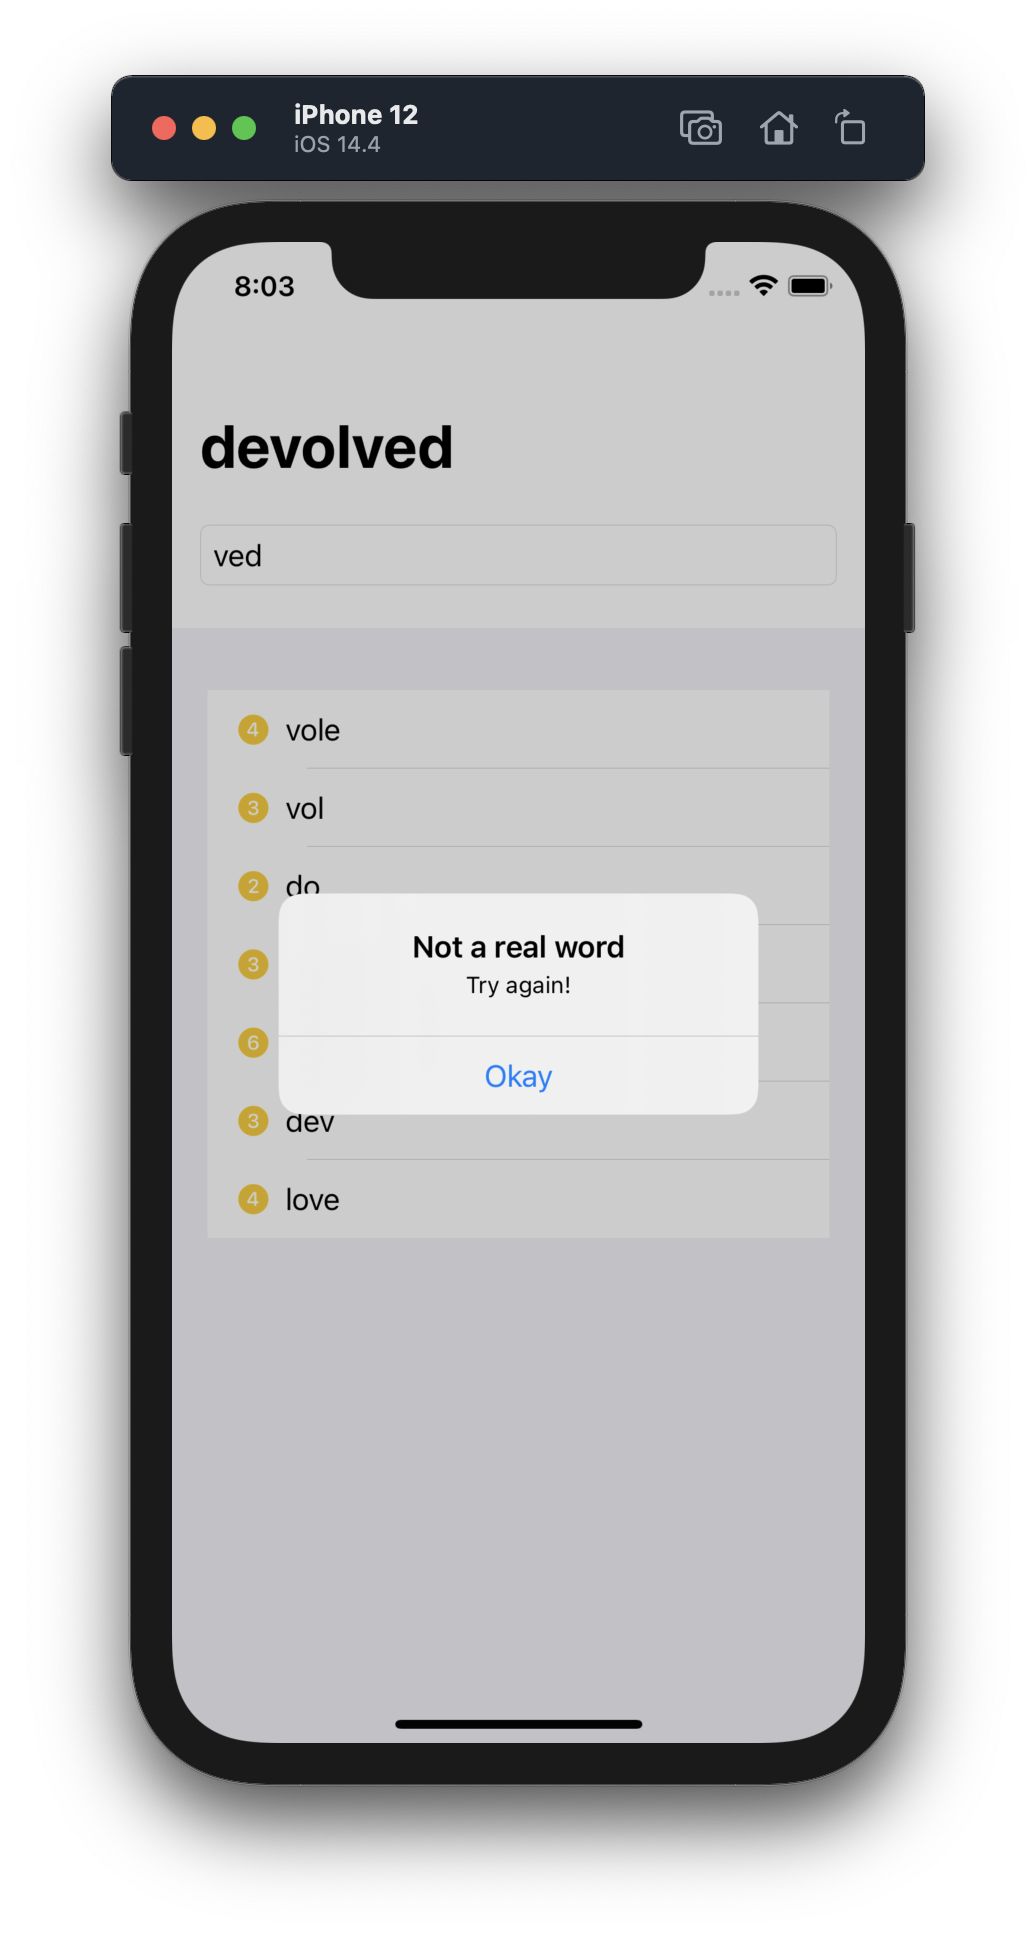 iPhone 12
iOS 14.4
8:03
devolved
ved
4 vole
3 vol
2 do
3
6
Not a real word
Try again!
Okay
3 dev
4 love